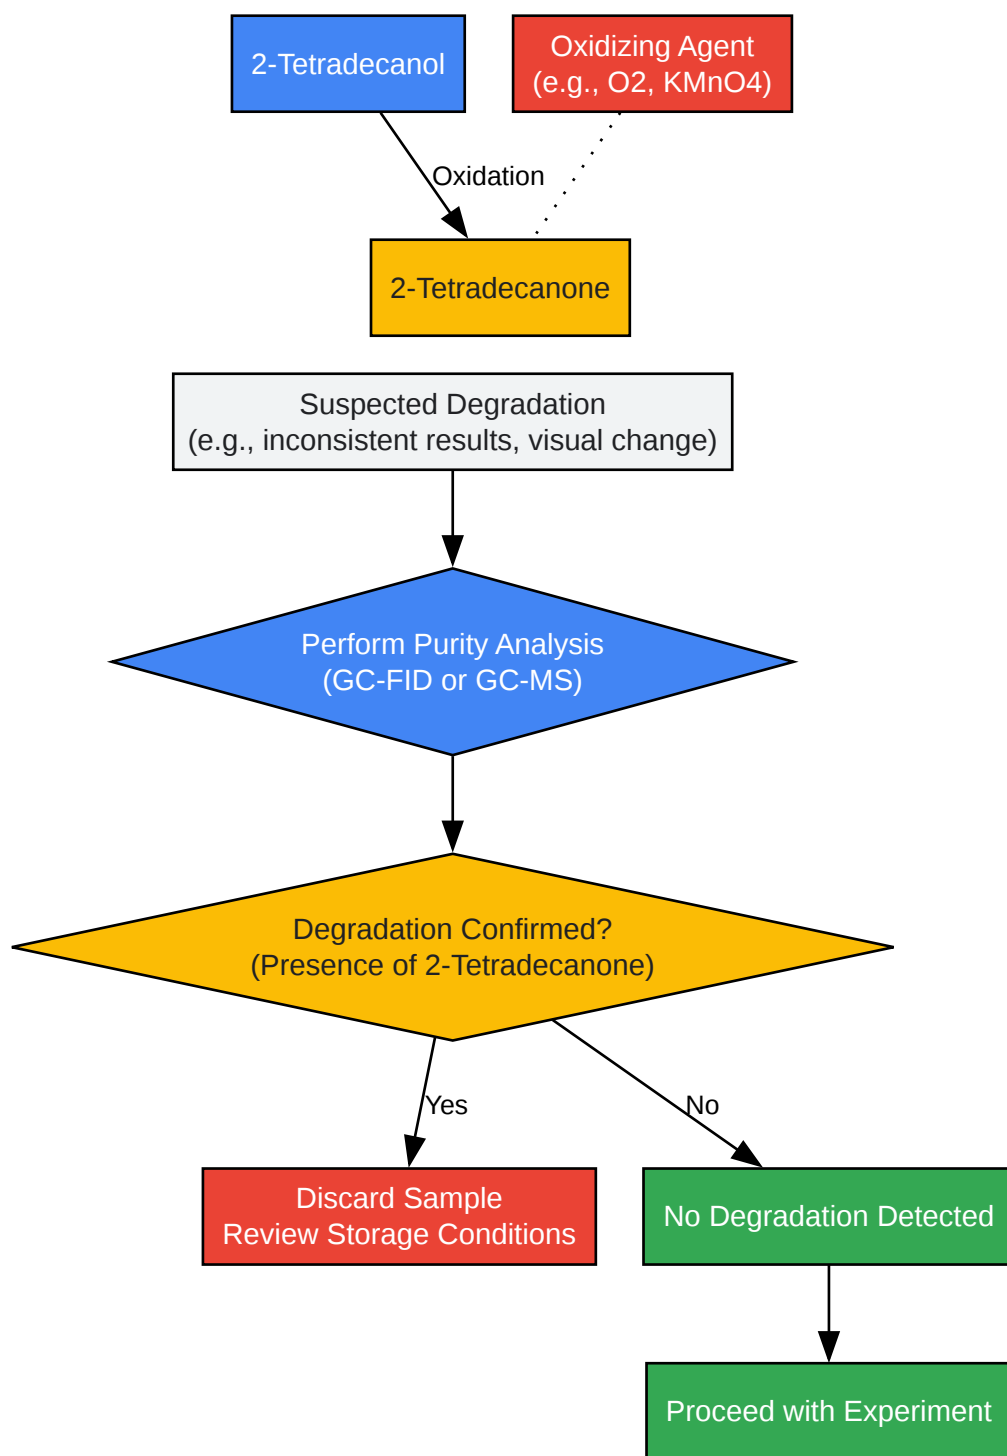 2-Tetradecanol
Oxidizing Agent
(e.g., O2, KMnO4)
Oxidation
2-Tetradecanone
Suspected Degradation
(e.g., inconsistent results, visual change)
Perform Purity Analysis
(GC-FID or GC-MS)
Degradation Confirmed?
(Presence of 2-Tetradecanone)
Yes
No
Discard Sample
Review Storage Conditions
No Degradation Detected
Proceed with Experiment